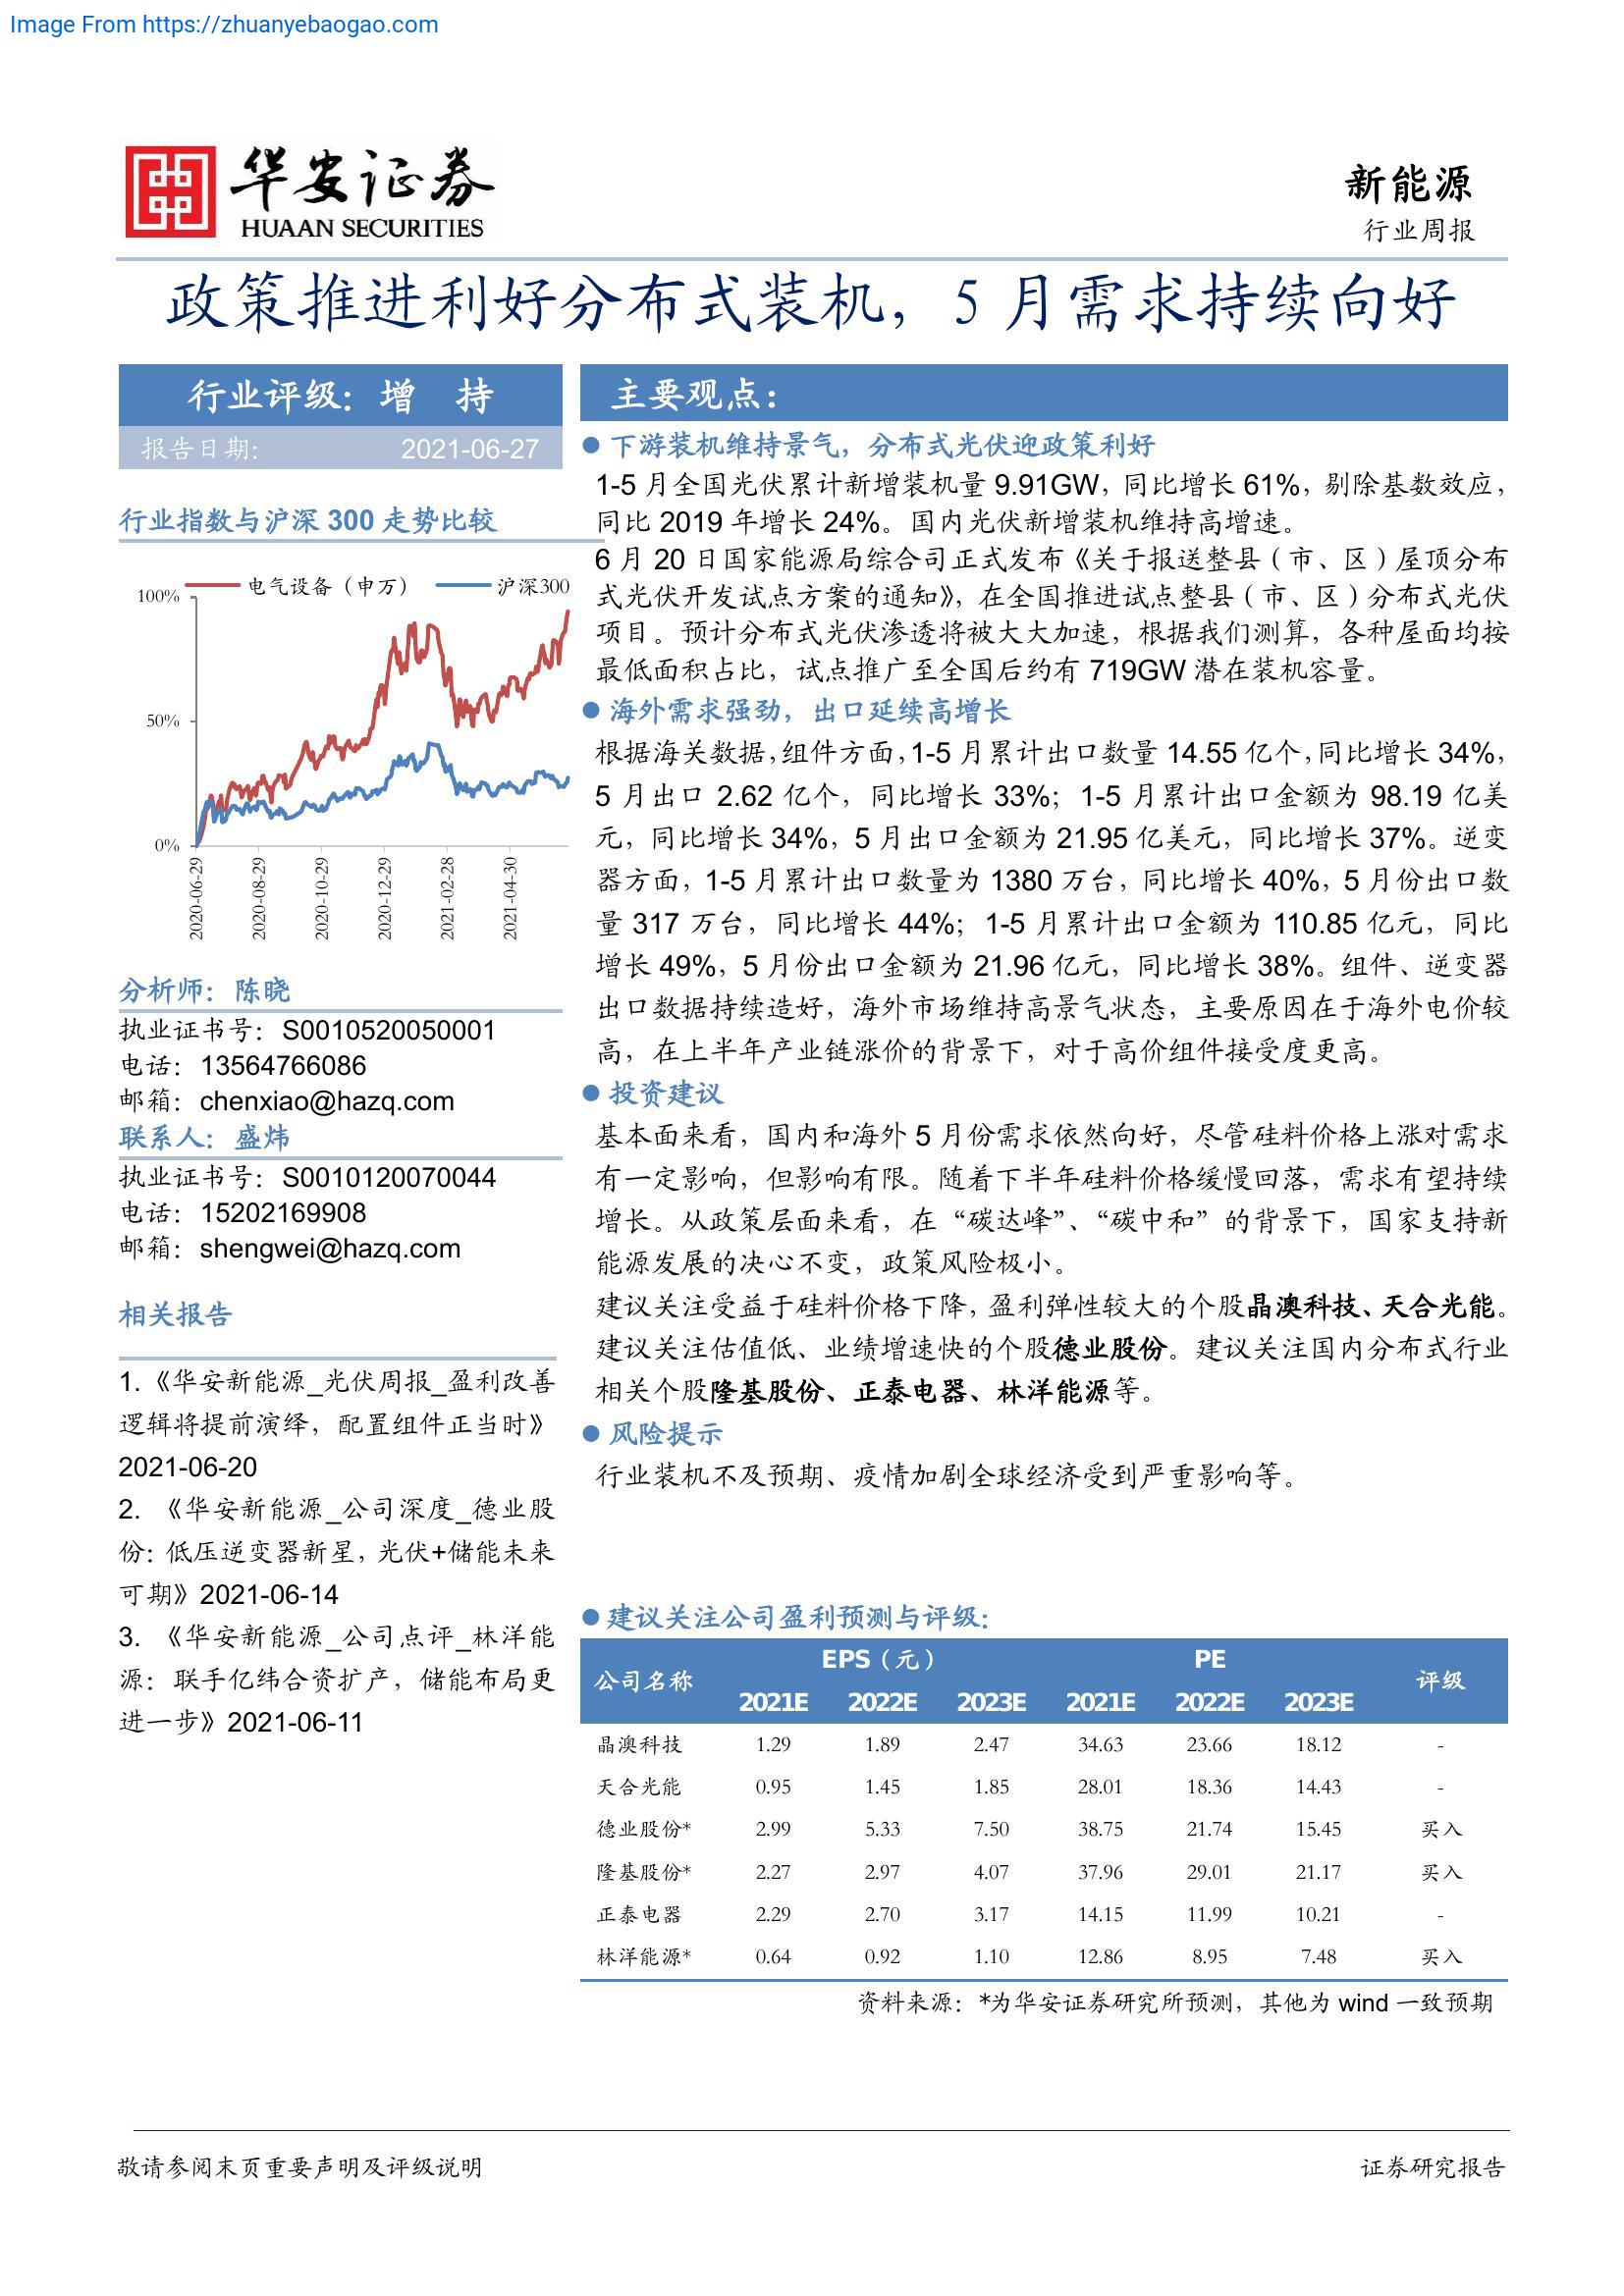 Image From https://zhuanyebaogao.com
华安证券
HUAAN SECURITIES
新能源
行业周报
政策推进利好分布式装机，5 月需求持续向好
行业评级：增 持
报告日期： 2021-06-27
行业指数与沪深 300 走势比较
电气设备（申万） 沪深300
100%
50%
0%
2020-06-29
2020-08-29
2020-10-29
2020-12-29
2021-02-28
2021-04-30
分析师：陈晓
执业证书号：S0010520050001
电话：13564766086
邮箱：chenxiao@hazq.com
联系人：盛炜
执业证书号：S0010120070044
电话：15202169908
邮箱：shengwei@hazq.com
相关报告
1.《华安新能源_光伏周报_盈利改善
逻辑将提前演绎，配置组件正当时》
2021-06-20
2. 《华安新能源_公司深度_德业股
份：低压逆变器新星，光伏+储能未来
可期》2021-06-14
3. 《华安新能源_公司点评_林洋能
源：联手亿纬合资扩产，储能布局更
进一步》2021-06-11
主要观点：
● 下游装机维持景气，分布式光伏迎政策利好
1-5 月全国光伏累计新增装机量 9.91GW，同比增长 61%，剔除基数效应，
同比 2019 年增长 24%。国内光伏新增装机维持高增速。
6 月 20 日国家能源局综合司正式发布《关于报送整县（市、区）屋顶分布
式光伏开发试点方案的通知》，在全国推进试点整县（市、区）分布式光伏
项目。预计分布式光伏渗透将被大大加速，根据我们测算，各种屋面均按
最低面积占比，试点推广至全国后约有 719GW 潜在装机容量。
● 海外需求强劲，出口延续高增长
根据海关数据，组件方面，1-5 月累计出口数量 14.55 亿个，同比增长 34%，
5 月出口 2.62 亿个，同比增长 33%；1-5 月累计出口金额为 98.19 亿美
元，同比增长 34%，5 月出口金额为 21.95 亿美元，同比增长 37%。逆变
器方面，1-5 月累计出口数量为 1380 万台，同比增长 40%，5 月份出口数
量 317 万台，同比增长 44%；1-5 月累计出口金额为 110.85 亿元，同比
增长 49%，5 月份出口金额为 21.96 亿元，同比增长 38%。组件、逆变器
出口数据持续造好，海外市场维持高景气状态，主要原因在于海外电价较
高，在上半年产业链涨价的背景下，对于高价组件接受度更高。
● 投资建议
基本面来看，国内和海外 5 月份需求依然向好，尽管硅料价格上涨对需求
有一定影响，但影响有限。随着下半年硅料价格缓慢回落，需求有望持续
增长。从政策层面来看，在“碳达峰”、“碳中和”的背景下，国家支持新
能源发展的决心不变，政策风险极小。
建议关注受益于硅料价格下降，盈利弹性较大的个股晶澳科技、天合光能。
建议关注估值低、业绩增速快的个股德业股份。建议关注国内分布式行业
相关个股隆基股份、正泰电器、林洋能源等。
● 风险提示
行业装机不及预期、疫情加剧全球经济受到严重影响等。
● 建议关注公司盈利预测与评级：
公司名称 EPS（元） PE 评级
2021E 2022E 2023E 2021E 2022E 2023E
晶澳科技 1.29 1.89 2.47 34.63 23.66 18.12 -
天合光能 0.95 1.45 1.85 28.01 18.36 14.43 -
德业股份* 2.99 5.33 7.50 38.75 21.74 15.45 买入
隆基股份* 2.27 2.97 4.07 37.96 29.01 21.17 买入
正泰电器 2.29 2.70 3.17 14.15 11.99 10.21 -
林洋能源* 0.64 0.92 1.10 12.86 8.95 7.48 买入
资料来源：*为华安证券研究所预测，其他为 wind 一致预期
敬请参阅末页重要声明及评级说明
证券研究报告